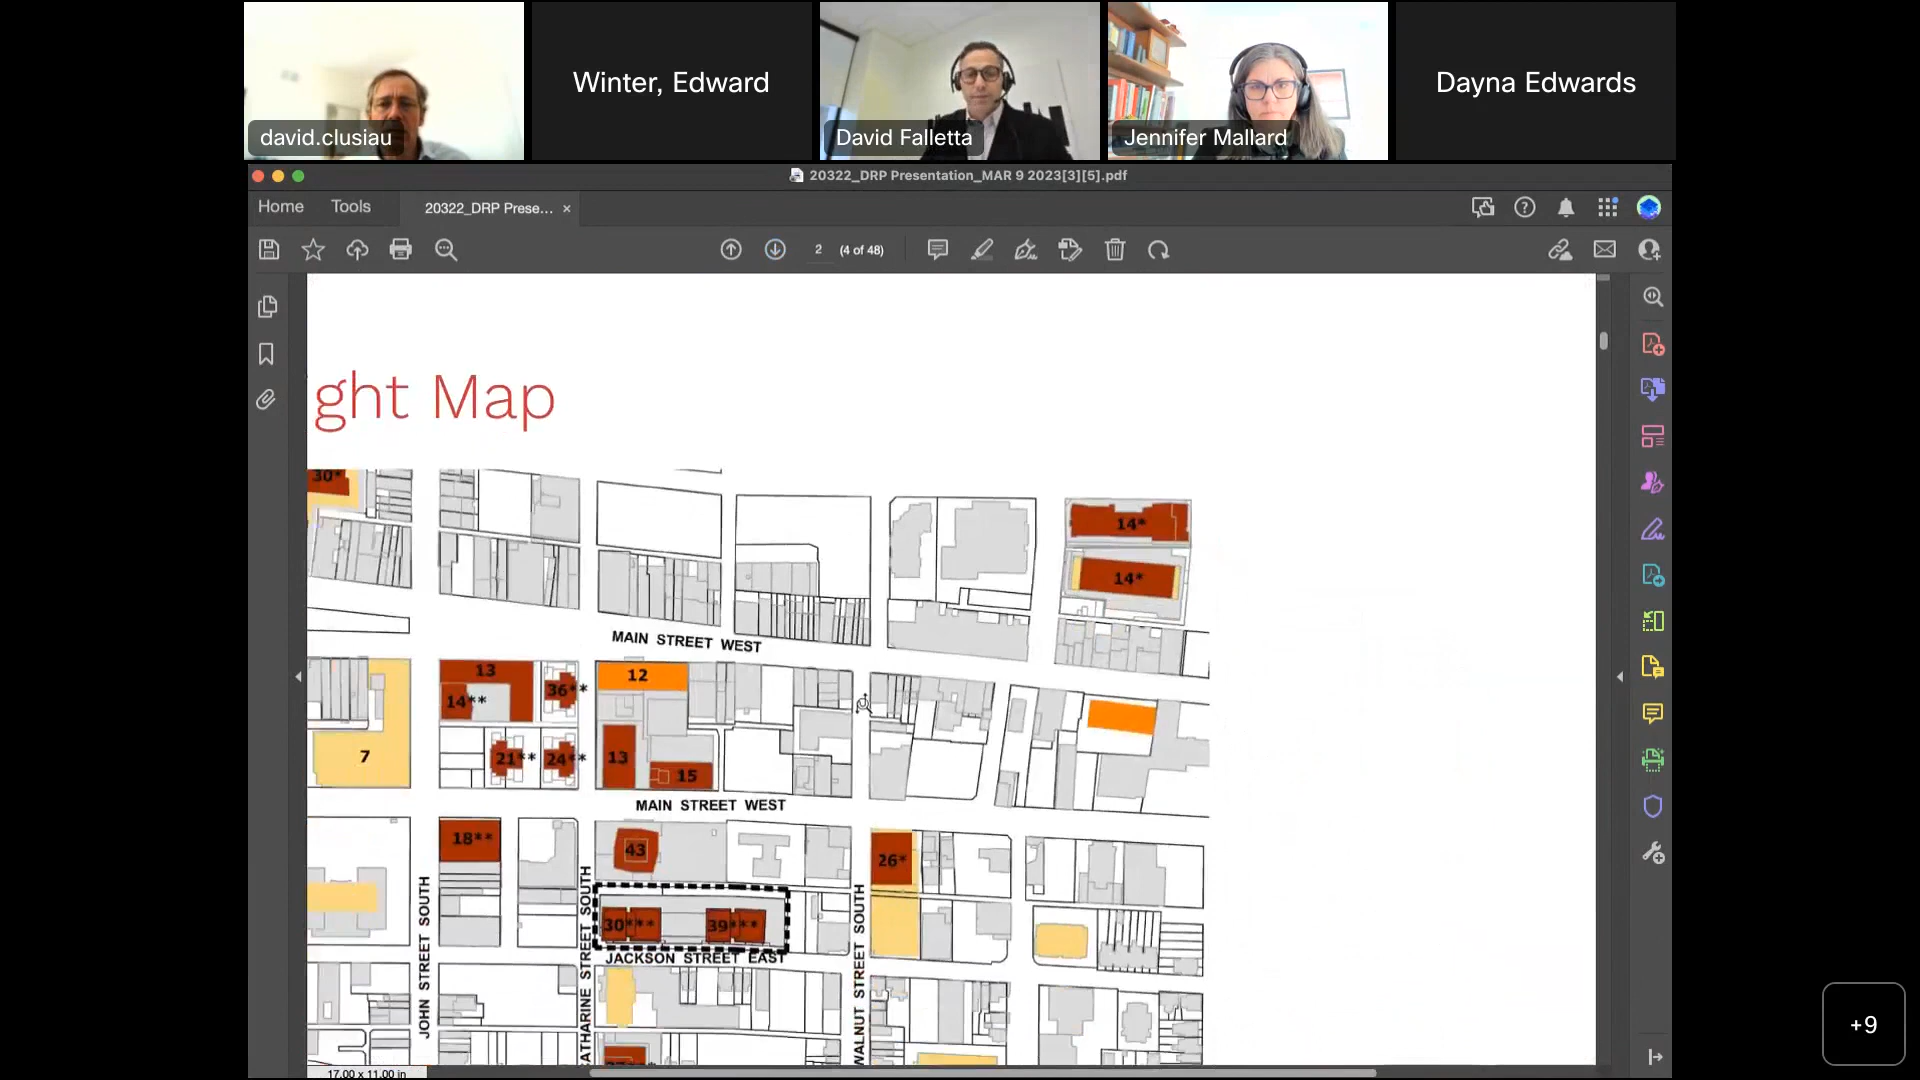 Winter, Edward
Dayna Edwards
david.clusiau
David Falletta
Jennifer Mallard
20322_DRP Presentation_MAR 9 2023[3][5].pdf
Home
Tools
20322_DRP Prese... ×
2 (4 of 48)
ght Map
30*
14*
14*
MAIN STREET WEST
13
12
14**
36**
7
21**
24**
13
15
MAIN STREET WEST
18**
43
26*
30***
39***
JACKSON STREET EAST
JOHN STREET SOUTH
CATHARINE STREET SOUTH
WALNUT STREET SOUTH
17.00 x 11.00 in
+9